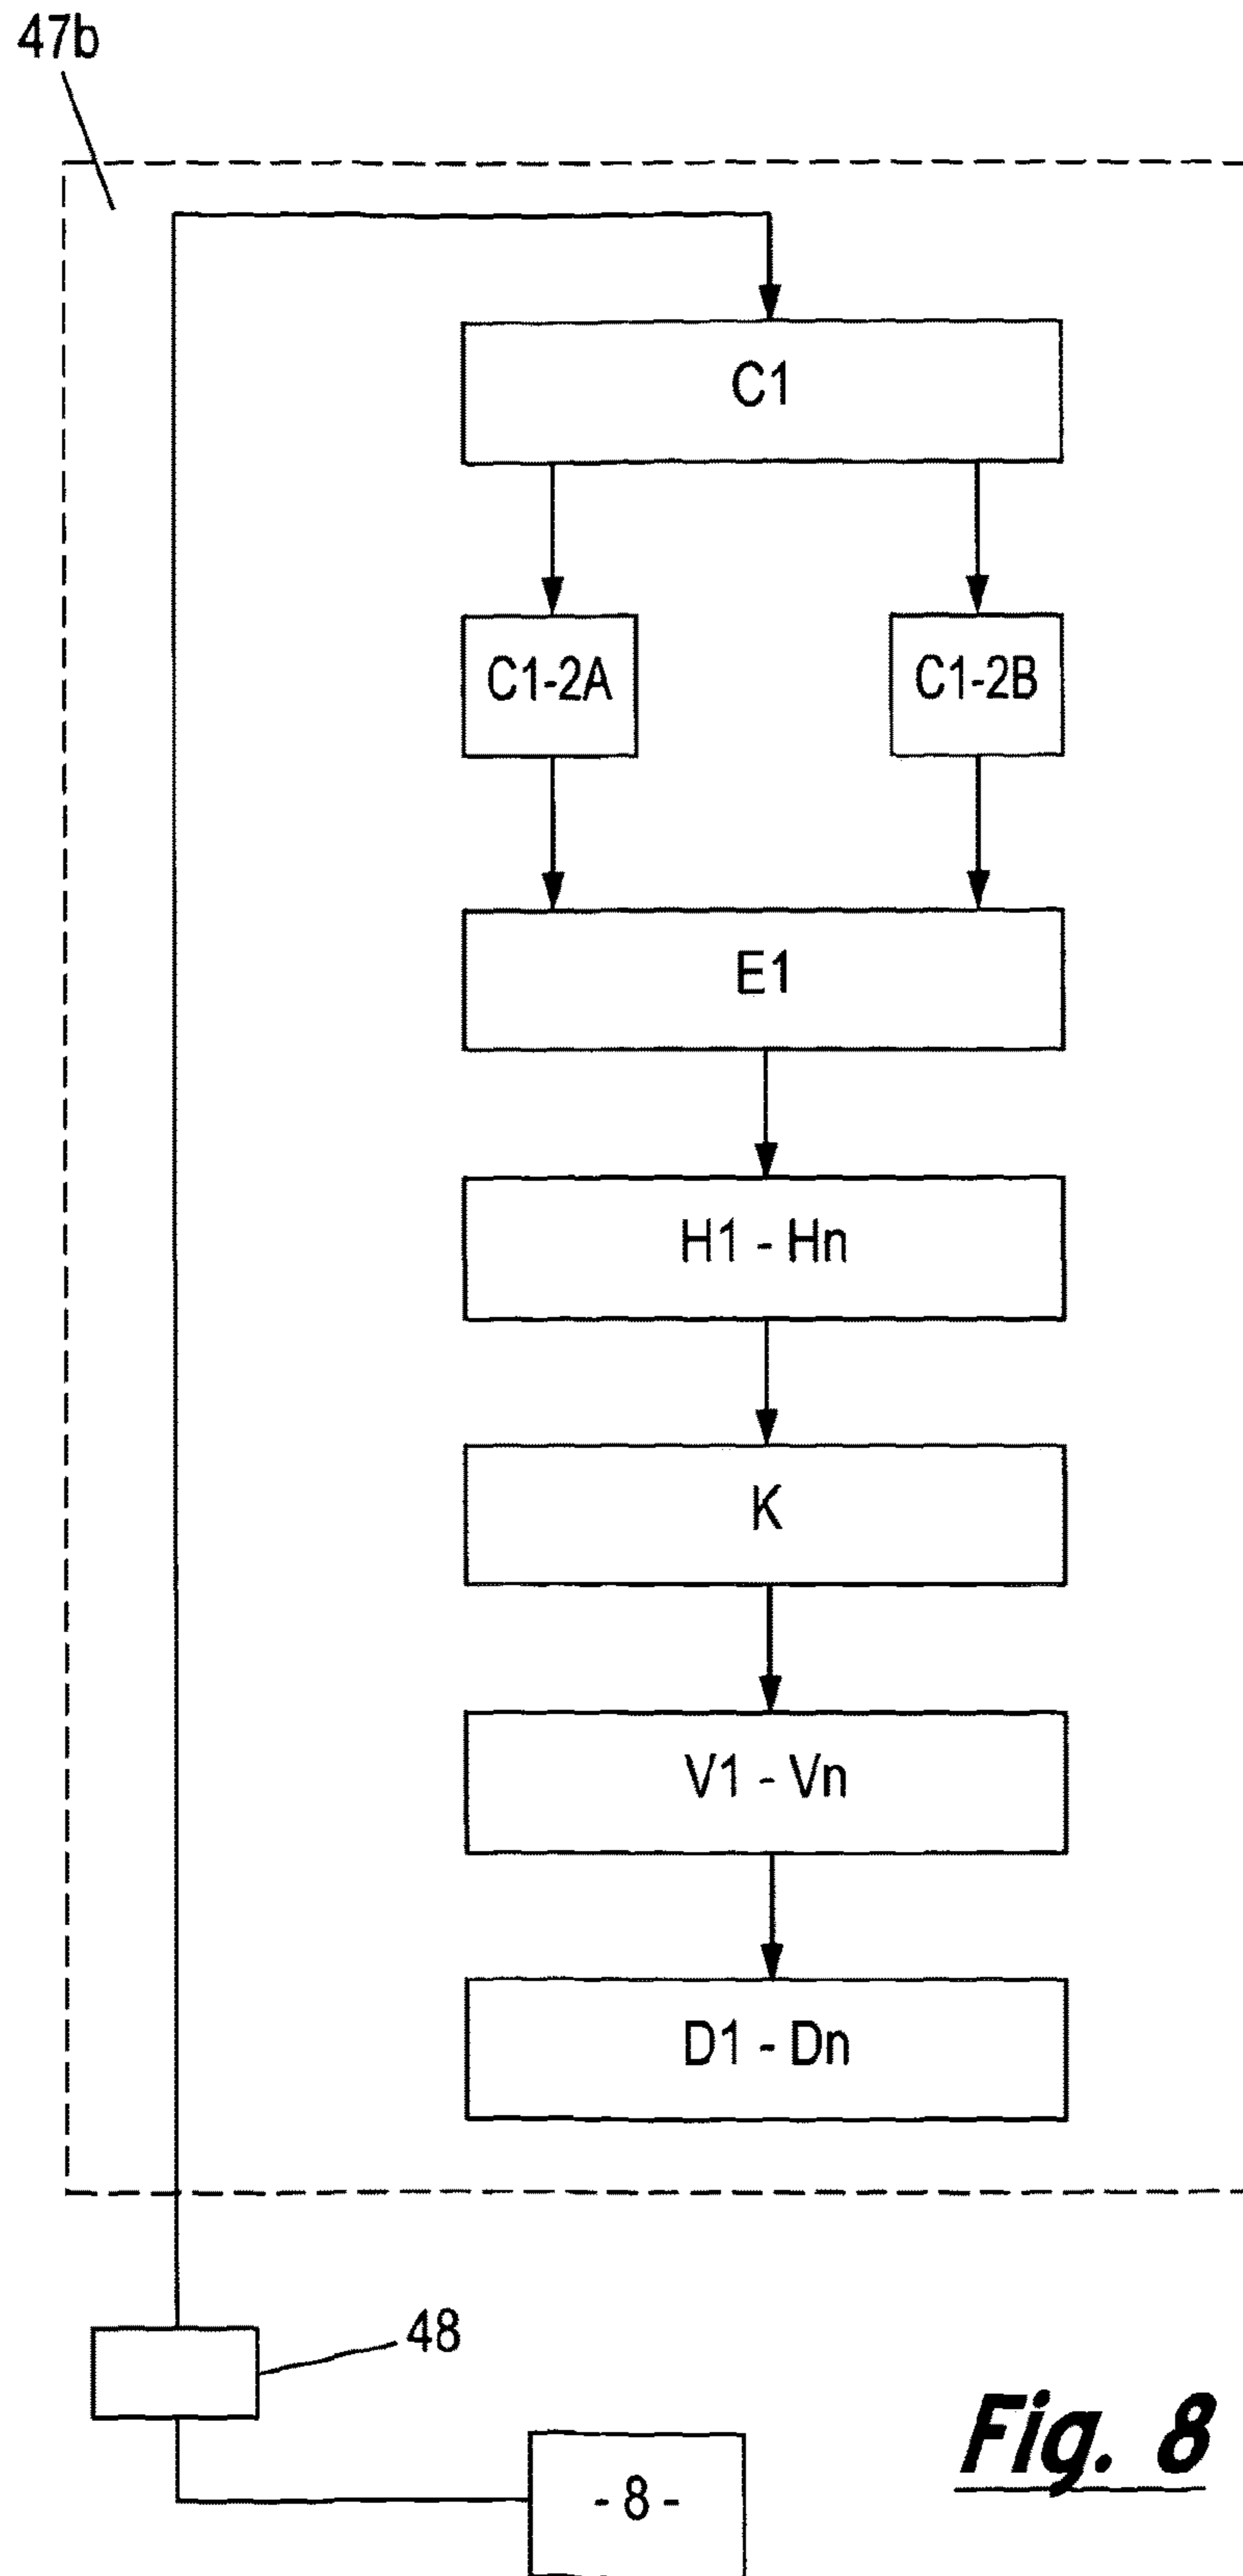 47b
C1
C1-2A C1-2B
E1
H1 - Hn
K
V1 - Vn
D1 - Dn
48
Fig. 8
- 8 -